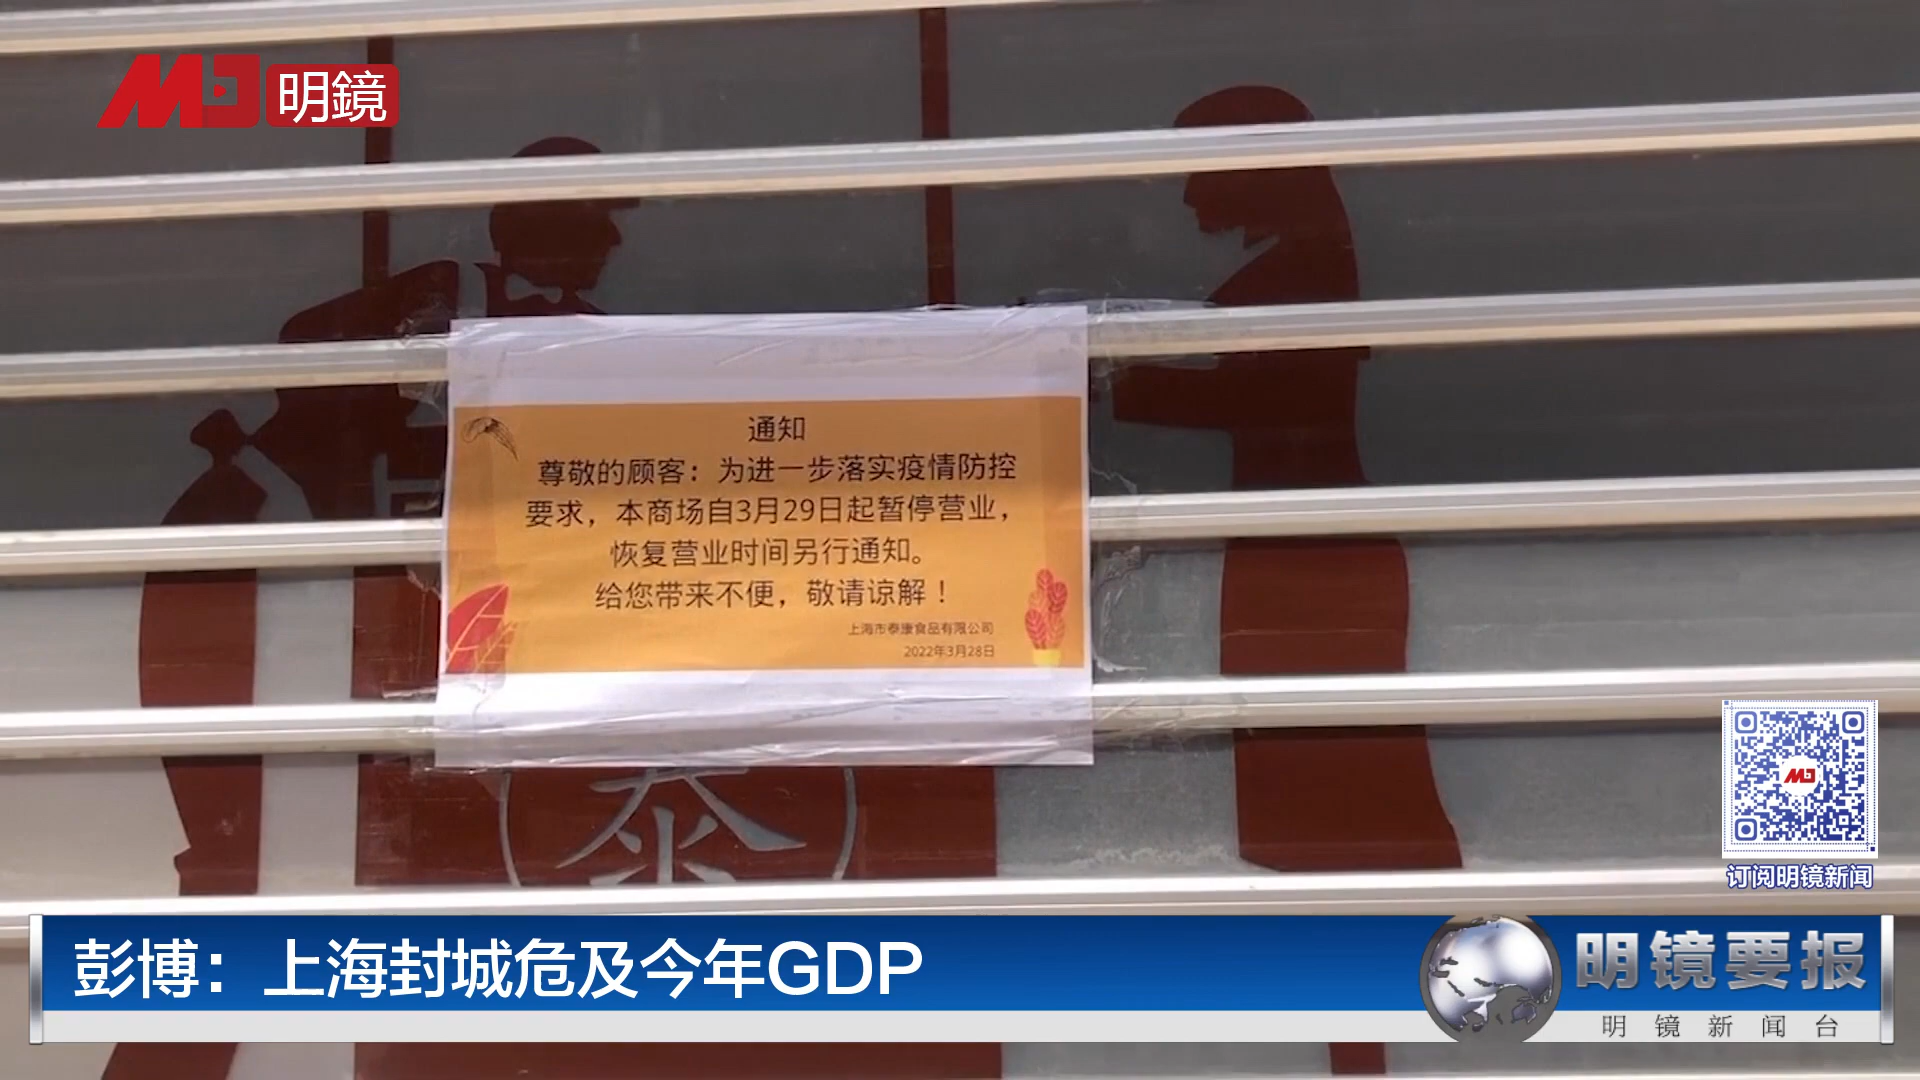 MJ明鏡
通知
尊敬的顾客：为进一步落实疫情防控
要求，本商场自3月29日起暂停营业，
恢复营业时间另行通知。
给您带来不便，敬请谅解！
上海市泰康食品有限公司
2022年3月28日
泰
MJ
订阅明镜新闻
彭博：上海封城危及今年GDP
明镜要报
明镜新闻台